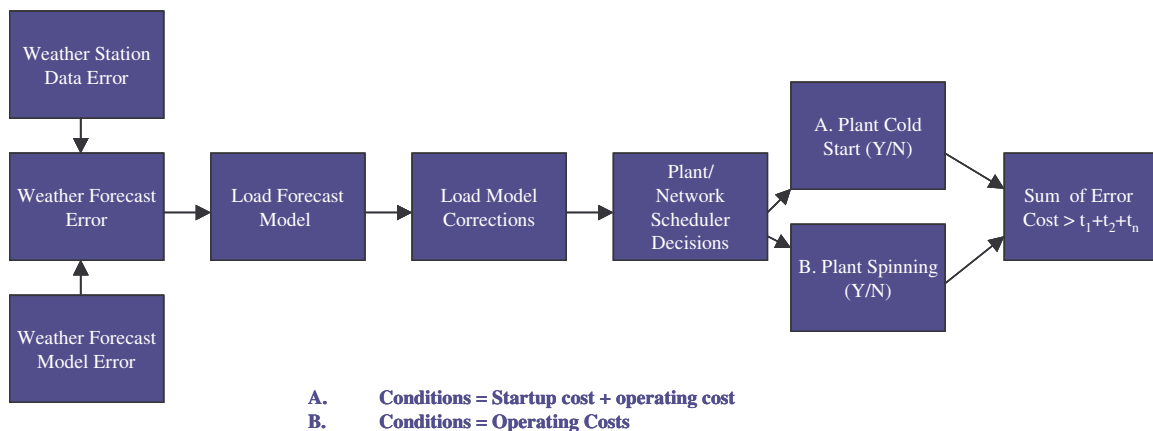 Weather Station
Data Error
Weather Forecast
Error
Weather Forecast
Model Error
Load Forecast
Model
Load Model
Corrections
Plant/
Network
Scheduler
Decisions
A. Plant Cold
Start (Y/N)
B. Plant Spinning
(Y/N)
Sum of Error
Cost > t₁+t₂+tₙ
A. Conditions = Startup cost + operating cost
B. Conditions = Operating Costs